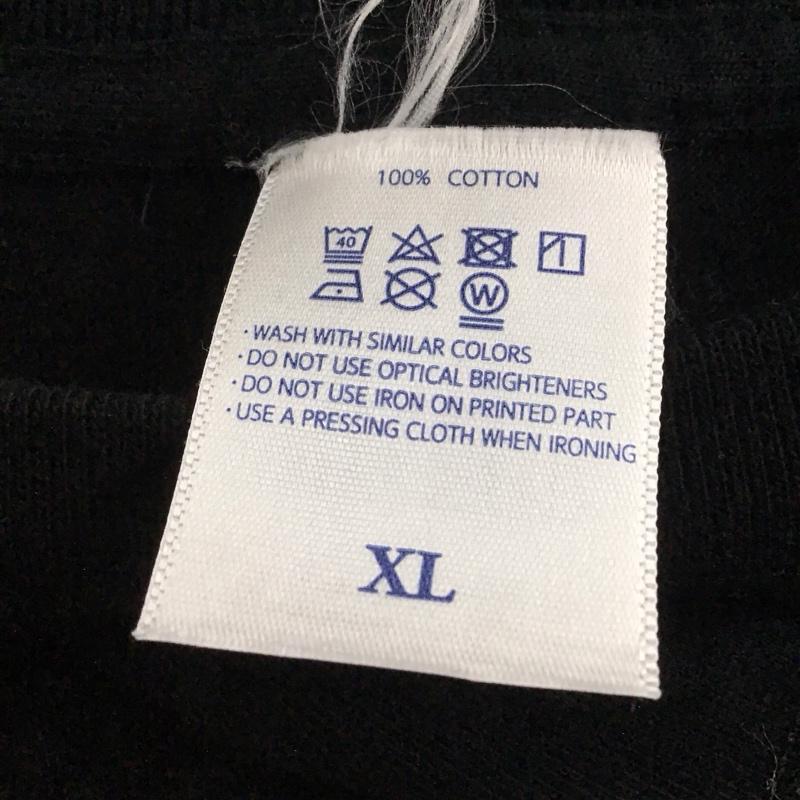 100% COTTON
40
W
·WASH WITH SIMILAR COLORS
·DO NOT USE OPTICAL BRIGHTENERS
·DO NOT USE IRON ON PRINTED PART
·USE A PRESSING CLOTH WHEN IRONING
XL